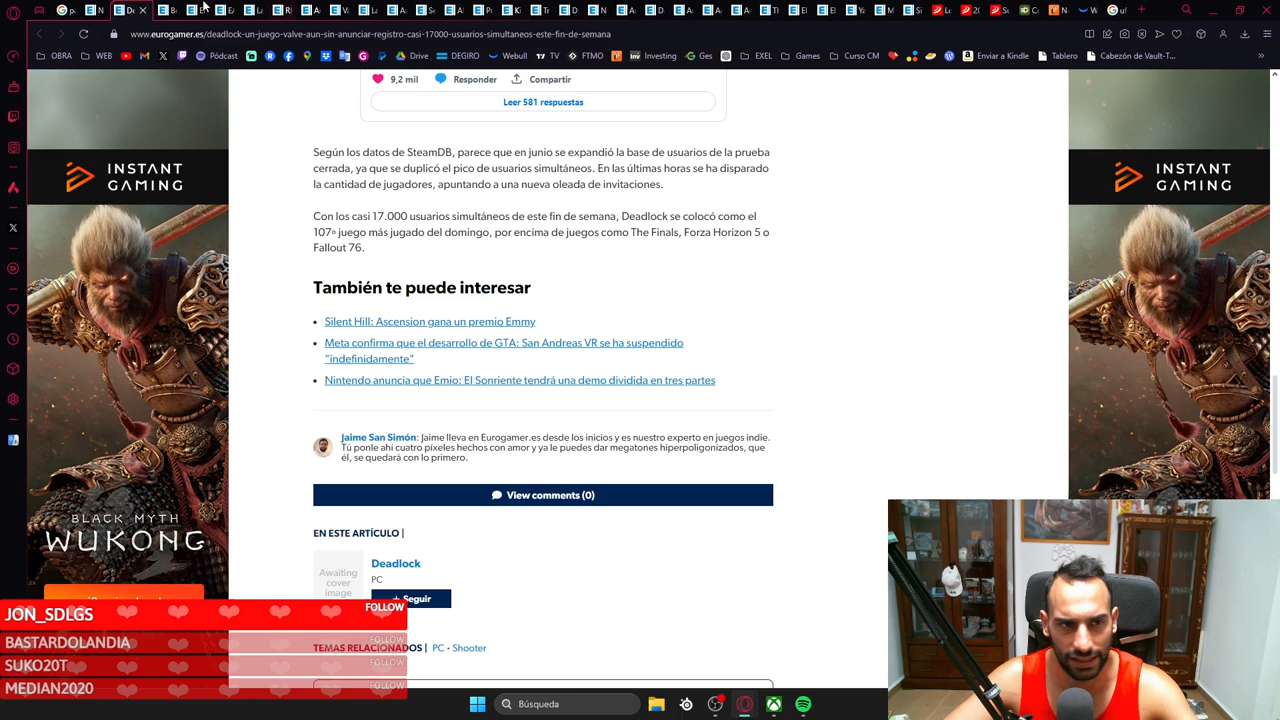 www.eurogamer.es/deadlock-un-juego-valve-aun-sin-anunciar-registro-casi-17000-usuarios-simultaneos-este-fin-de-semana
OBRA
WEB
Pódcast
Drive
DEGIRO
Webull
TV
FTMO
Investing
Ges
EXEL
Games
Curso CM
Enviar a Kindle
Tablero
Cabezón de Vault-T...
9,2 mil
Responder
Compartir
Leer 581 respuestas
Según los datos de SteamDB, parece que en junio se expandió la base de usuarios de la prueba
cerrada, ya que se duplicó el pico de usuarios simultáneos. En las últimas horas se ha disparado
la cantidad de jugadores, apuntando a una nueva oleada de invitaciones.
Con los casi 17.000 usuarios simultáneos de este fin de semana, Deadlock se colocó como el
107º juego más jugado del domingo, por encima de juegos como The Finals, Forza Horizon 5 o
Fallout 76.
También te puede interesar
Silent Hill: Ascension gana un premio Emmy
Meta confirma que el desarrollo de GTA: San Andreas VR se ha suspendido
"indefinidamente"
Nintendo anuncia que Emio: El Sonriente tendrá una demo dividida en tres partes
Jaime San Simón: Jaime lleva en Eurogamer.es desde los inicios y es nuestro experto en juegos indie.
Tú ponle ahí cuatro píxeles hechos con amor y ya le puedes dar megatones hiperpoligonizados, que
él, se quedará con lo primero.
View comments (0)
EN ESTE ARTÍCULO |
Awaiting
cover
image
Deadlock
PC
+ Seguir
TEMAS RELACIONADOS | PC • Shooter
INSTANT
GAMING
BLACK MYTH
WUKONG
INSTANT
GAMING
JON_SDLGS
FOLLOW
BASTARDOLANDIA
FOLLOW
SUKO20T
FOLLOW
MEDIAN2020
FOLLOW
Búsqueda